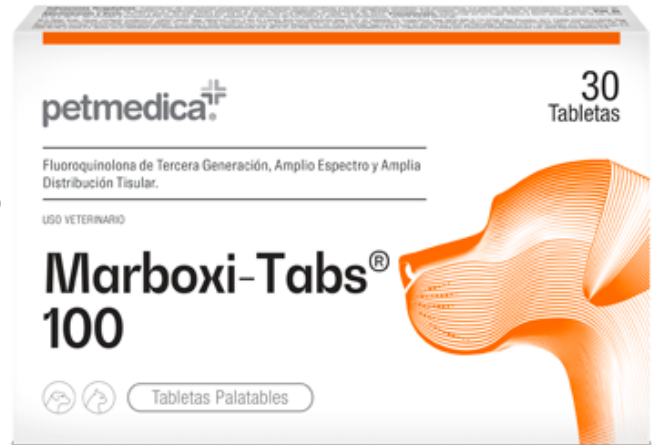 petmedica
30
Tabletas
Fluoroquinolona de Tercera Generación, Amplio Espectro y Amplia
Distribución Tisular.
USO VETERINARIO
Marboxi-Tabs®
100
Tabletas Palatables